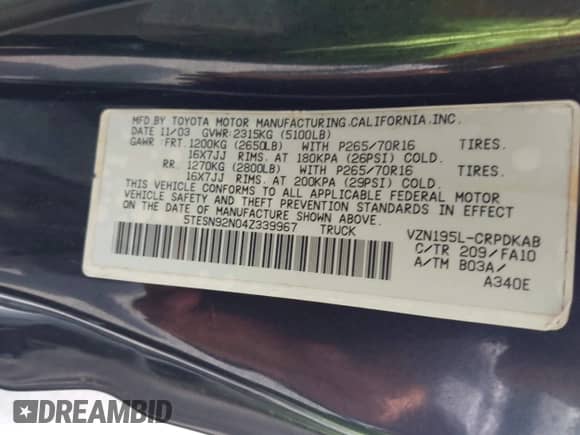 MFD BY TOYOTA MOTOR MANUFACTURING.CALIFORNIA.INC.
DATE 11/03 GVWR:2315KG (5100LB)
GAWR: FRT.1200KG (2650LB) WITH P265/70R16 TIRES.
16X7JJ RIMS. AT 180KPA (26PSI) COLD.
RR. 1270KG (2800LB) WITH P265/70R16 TIRES.
16X7JJ RIMS. AT 200KPA (29PSI) COLD.
THIS VEHICLE CONFORMS TO ALL APPLICABLE FEDERAL MOTOR
VEHICLE SAFETY AND THEFT PREVENTION STANDARDS IN EFFECT
ON THE DATE OF MANUFACTURE SHOWN ABOVE.
5TESN92N04Z339967 TRUCK
VZN195L-CRPDKAB
C/TR 209/FA10
A/TM B03A/
A340E
DREAMBID